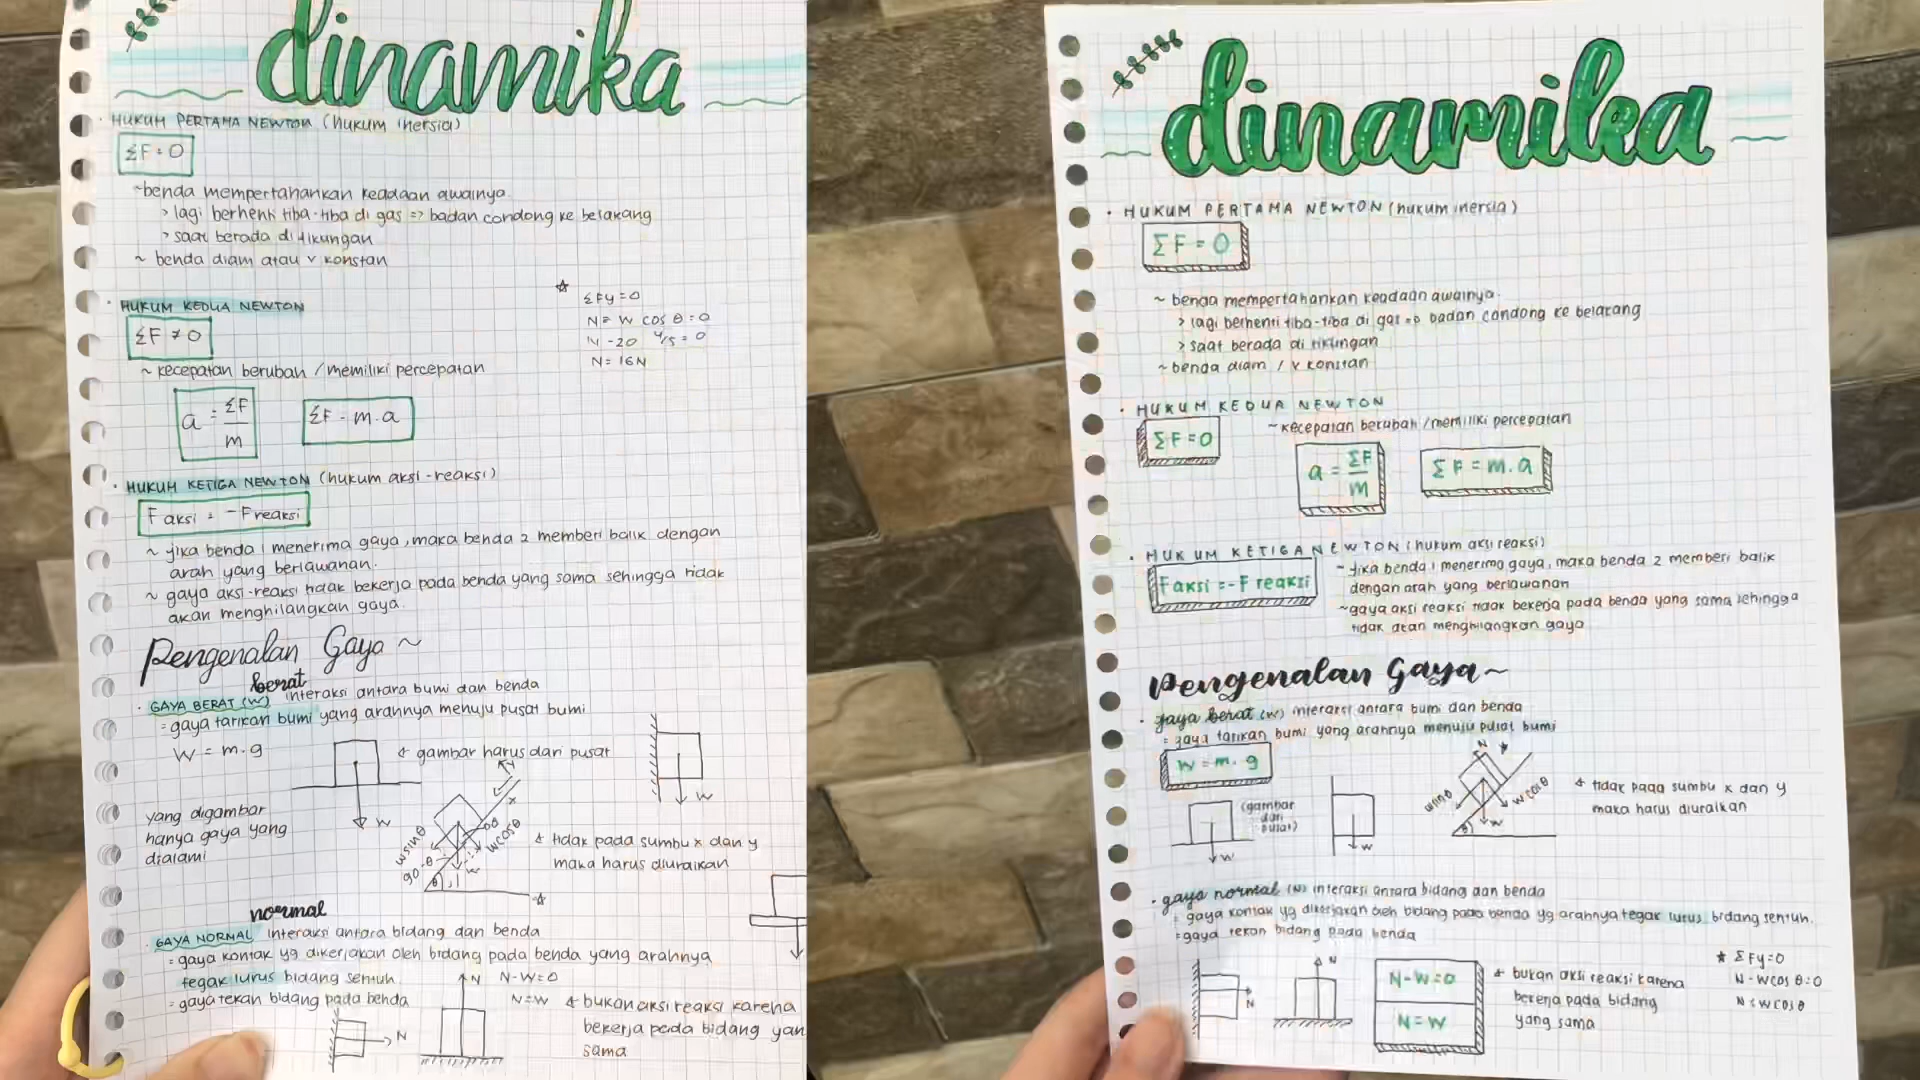 dinamika
HUKUM PERTAMA NEWTON (hukum inersia)
ΣF = 0
~benda mempertahankan keadaan awalnya
> lagi berhenti tiba-tiba di gas => badan condong ke belakang
> saat berada di tikungan
~ benda diam atau v konstan
HUKUM KEDUA NEWTON
ΣF ≠ 0
~ kecepatan berubah / memiliki percepatan
a = ΣF/m
ΣF = m.a
☆ ΣFy = 0
N = W cos θ = 0
N - 20 4/5 = 0
N = 16N
HUKUM KETIGA NEWTON (hukum aksi-reaksi)
F aksi = -Freaksi
~ jika benda 1 menerima gaya, maka benda 2 memberi balik dengan
arah yang berlawanan.
~ gaya aksi-reaksi tidak bekerja pada benda yang sama sehingga tidak
akan menghilangkan gaya.
Pengenalan Gaya ~
berat
GAYA BERAT (W) interaksi antara bumi dan benda
= gaya tarikan bumi yang arahnya menuju pusat bumi
W = m.g
gambar harus dari pusat
W
W
yang digambar
hanya gaya yang
dialami
y
x
w sin θ
w cos θ
90-θ
θ
W
tidak pada sumbu x dan y
maka harus diuraikan
normal
GAYA NORMAL interaksi antara bidang dan benda
= gaya kontak yg dikerjakan oleh bidang pada benda yang arahnya
tegak lurus bidang sentuh
= gaya tekan bidang pada benda
N
N-W=0
N=W
bukan aksi reaksi karena
bekerja pada bidang yan
sama
N
dinamika
HUKUM PERTAMA NEWTON (hukum inersia)
ΣF = 0
~ benda mempertahankan keadaan awalnya.
> lagi berhenti tiba-tiba di gas => badan condong ke belakang
> saat berada di tikungan
~ benda diam / v konstan
HUKUM KEDUA NEWTON
ΣF = 0
~kecepatan berubah / memiliki percepatan
a = ΣF/m
ΣF = m.a
HUKUM KETIGA NEWTON (hukum aksi reaksi)
F aksi = -F reaksi
~jika benda 1 menerima gaya, maka benda 2 memberi balik
dengan arah yang berlawanan
~gaya aksi reaksi tidak bekerja pada benda yang sama sehingga
tidak akan menghilangkan gaya
Pengenalan Gaya~
gaya berat (w) interaksi antara bumi dan benda
= gaya tarikan bumi yang arahnya menuju pusat bumi
W = m.g
(gambar
dari
pusat)
W
W
N
w sin θ
w cos θ
W
θ
tidak pada sumbu x dan y
maka harus diuraikan
gaya normal (N) interaksi antara bidang dan benda
= gaya kontak yg dikerjakan oleh bidang pada benda yg arahnya tegak lurus bidang sentuh.
= gaya tekan bidang pada benda
N
N
N-W=0
N=W
bukan aksi reaksi karena
bekerja pada bidang
yang sama
★ ΣFy=0
N-W cos θ=0
N=W cos θ